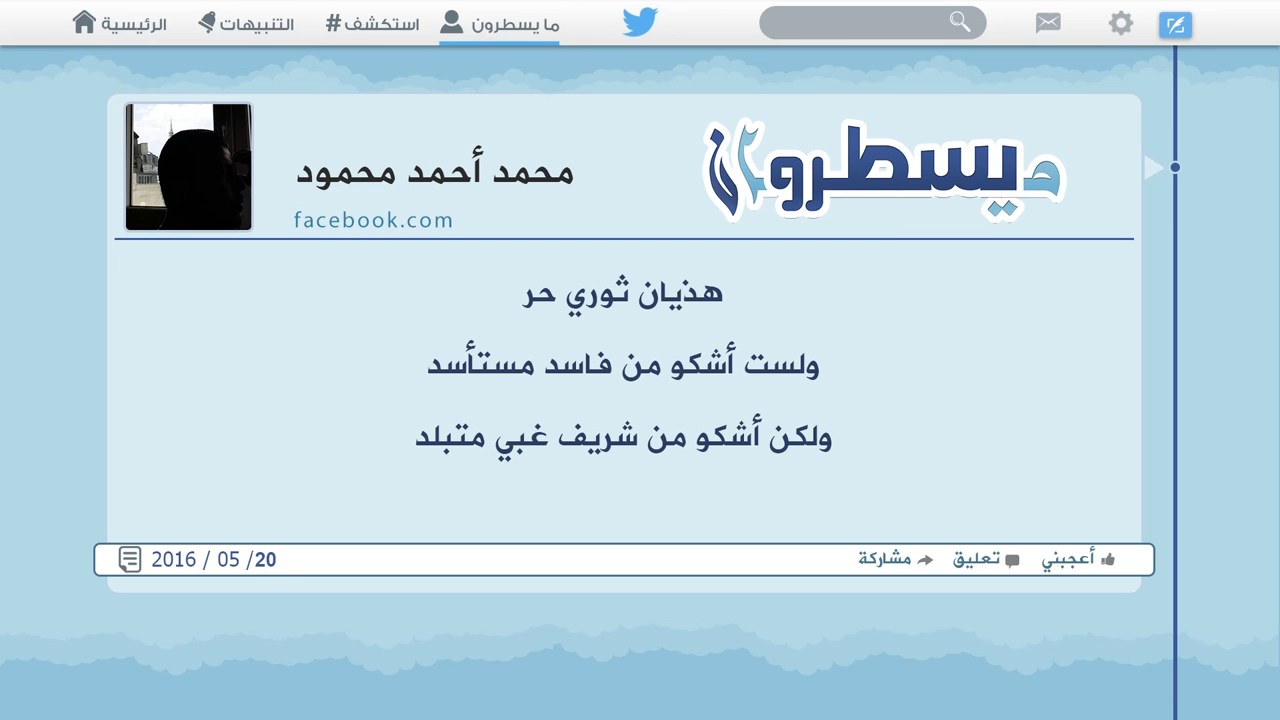 الرئيسية التنبيهات #استكشف ما يسطرون
ما يسطرون
محمد أحمد محمود
facebook.com
هذيان ثوري حر
ولست أشكو من فاسد مستأسد
ولكن أشكو من شريف غبي متبلد
أعجبني تعليق مشاركة
2016 / 05 /20